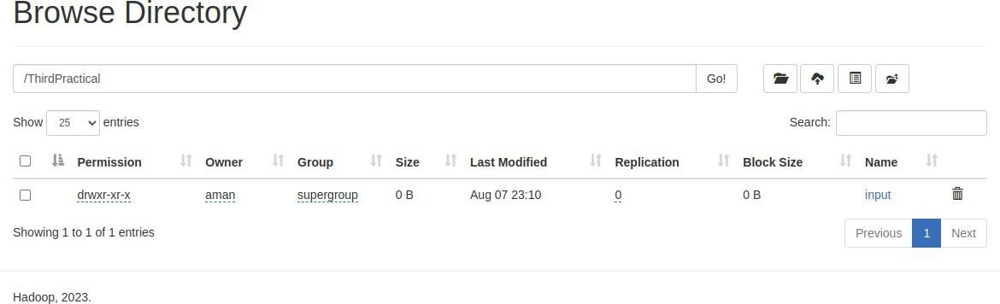 Browse Directory
/ThirdPractical Go!
Show 25 entries Search:
Permission Owner Group Size Last Modified Replication Block Size Name
drwxr-xr-x aman supergroup 0 B Aug 07 23:10 0 0 B input
Showing 1 to 1 of 1 entries Previous 1 Next
Hadoop, 2023.